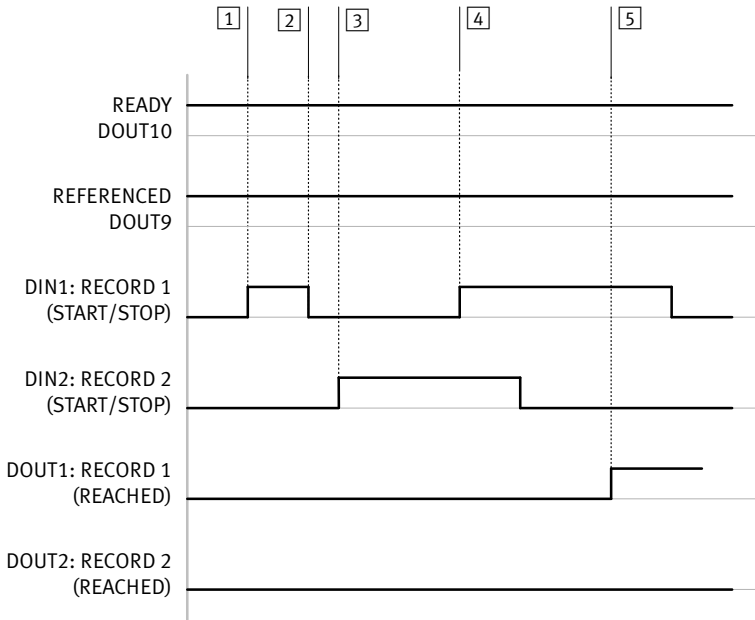 1 2 3 4 5
READY
DOUT10
REFERENCED
DOUT9
DIN1: RECORD 1
(START/STOP)
DIN2: RECORD 2
(START/STOP)
DOUT1: RECORD 1
(REACHED)
DOUT2: RECORD 2
(REACHED)